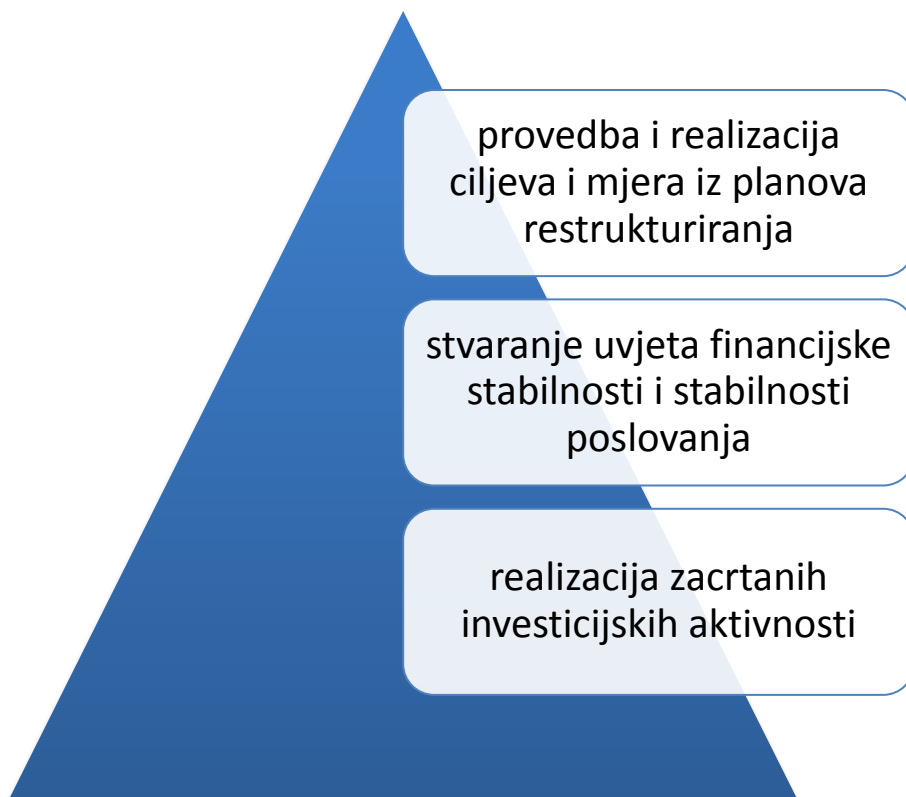 provedba i realizacija
ciljeva i mjera iz planova
restrukturiranja
stvaranje uvjeta financijske
stabilnosti i stabilnosti
poslovanja
realizacija zacrtanih
investicijskih aktivnosti